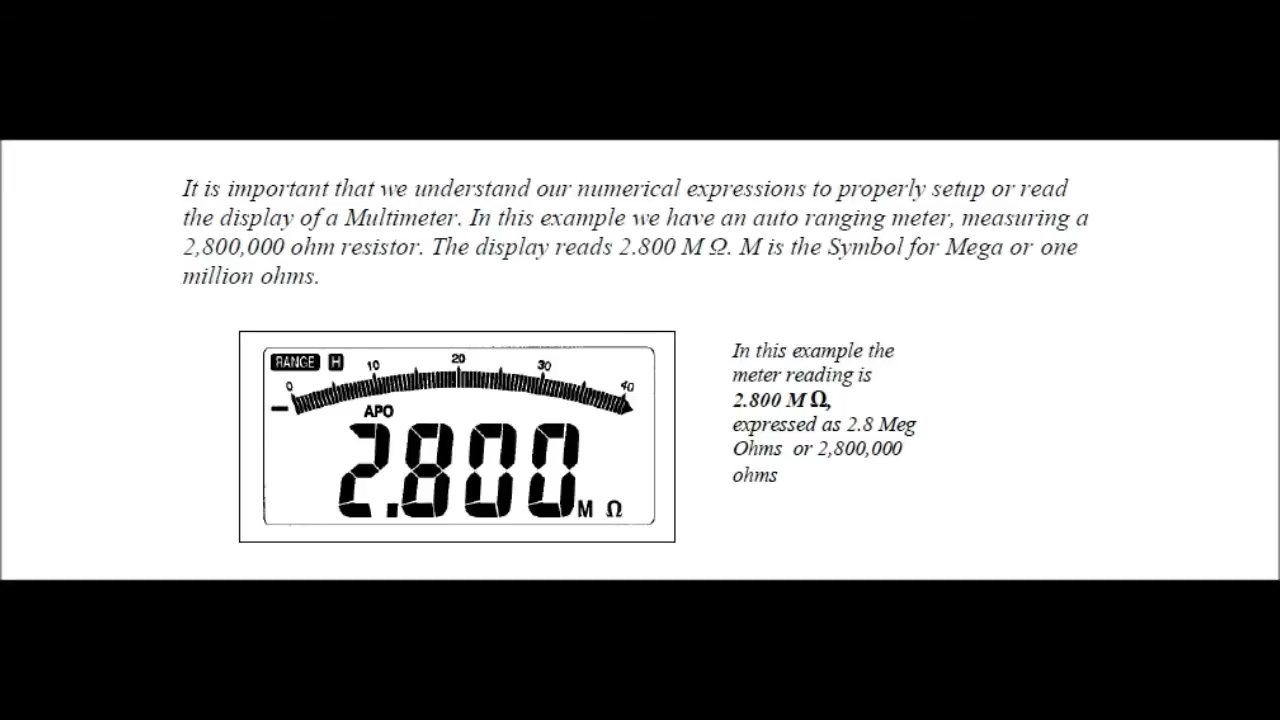 It is important that we understand our numerical expressions to properly setup or read
the display of a Multimeter. In this example we have an auto ranging meter, measuring a
2,800,000 ohm resistor. The display reads 2.800 M Ω. M is the Symbol for Mega or one
million ohms.
RANGE H
0 10 20 30 40
APO
2.800 M Ω
In this example the
meter reading is
2.800 M Ω,
expressed as 2.8 Meg
Ohms or 2,800,000
ohms